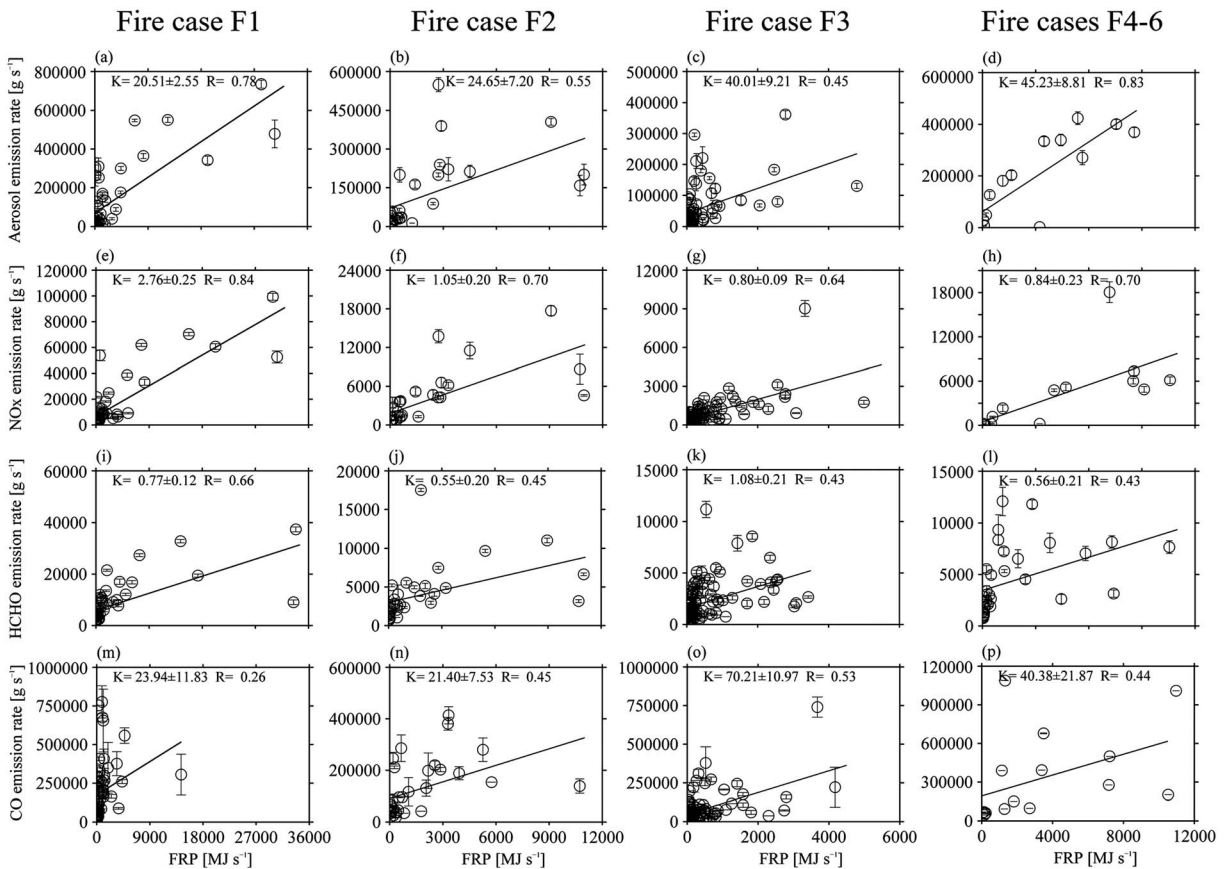 Fire case F1 Fire case F2 Fire case F3 Fire cases F4-6
(a) (b) (c) (d)
Aerosol emission rate [g s⁻¹]
K= 20.51±2.55 R= 0.78
800000
600000
400000
200000
0
K= 24.65±7.20 R= 0.55
600000
450000
300000
150000
0
K= 40.01±9.21 R= 0.45
500000
400000
300000
200000
100000
0
K= 45.23±8.81 R= 0.83
600000
400000
200000
0
(e) (f) (g) (h)
NOx emission rate [g s⁻¹]
K= 2.76±0.25 R= 0.84
120000
100000
80000
60000
40000
20000
0
K= 1.05±0.20 R= 0.70
24000
18000
12000
6000
0
K= 0.80±0.09 R= 0.64
12000
9000
6000
3000
0
K= 0.84±0.23 R= 0.70
18000
12000
6000
0
(i) (j) (k) (l)
HCHO emission rate [g s⁻¹]
K= 0.77±0.12 R= 0.66
60000
40000
20000
0
K= 0.55±0.20 R= 0.45
20000
15000
10000
5000
0
K= 1.08±0.21 R= 0.43
15000
10000
5000
0
K= 0.56±0.21 R= 0.43
15000
10000
5000
0
(m) (n) (o) (p)
CO emission rate [g s⁻¹]
K= 23.94±11.83 R= 0.26
1000000
750000
500000
250000
0
K= 21.40±7.53 R= 0.45
600000
400000
200000
0
K= 70.21±10.97 R= 0.53
1000000
750000
500000
250000
0
K= 40.38±21.87 R= 0.44
1200000
900000
600000
300000
0
0 9000 18000 27000 36000
0 3000 6000 9000 12000
0 2000 4000 6000
0 4000 8000 12000
FRP [MJ s⁻¹] FRP [MJ s⁻¹] FRP [MJ s⁻¹] FRP [MJ s⁻¹]